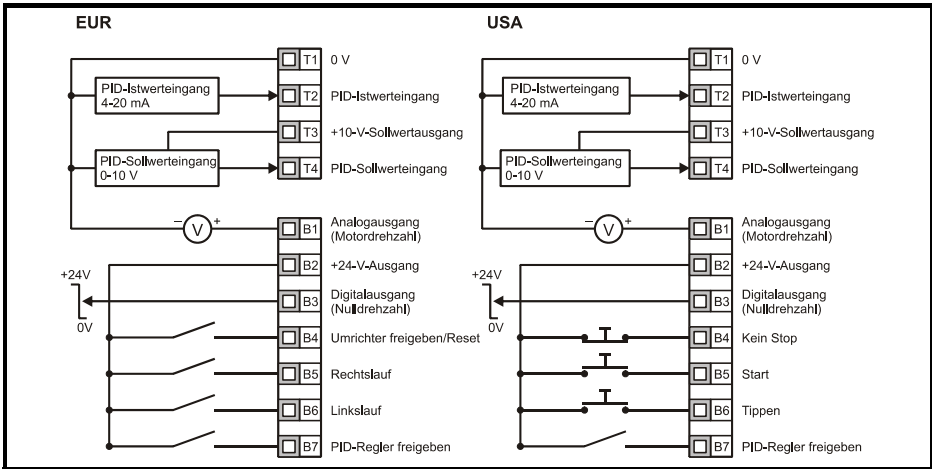 EUR
T1 0 V
PID-Istwerteingang
4-20 mA
T2 PID-Istwerteingang
T3 +10-V-Sollwertausgang
PID-Sollwerteingang
0-10 V
T4 PID-Sollwerteingang
– V +
B1 Analogausgang
(Motordrehzahl)
B2 +24-V-Ausgang
+24V
0V
B3 Digitalausgang
(Nulldrehzahl)
B4 Umrichter freigeben/Reset
B5 Rechtslauf
B6 Linkslauf
B7 PID-Regler freigeben
USA
T1 0 V
PID-Istwerteingang
4-20 mA
T2 PID-Istwerteingang
T3 +10-V-Sollwertausgang
PID-Sollwerteingang
0-10 V
T4 PID-Sollwerteingang
– V +
B1 Analogausgang
(Motordrehzahl)
B2 +24-V-Ausgang
+24V
0V
B3 Digitalausgang
(Nulldrehzahl)
B4 Kein Stop
B5 Start
B6 Tippen
B7 PID-Regler freigeben